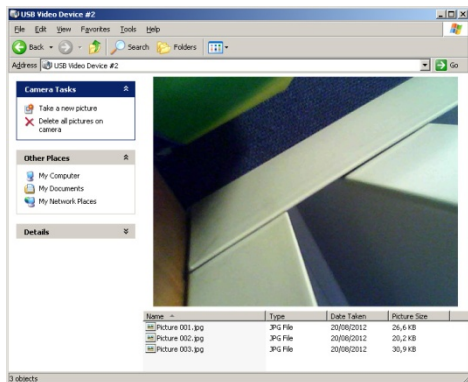 USB Video Device #2
File Edit View Favorites Tools Help
Back Search Folders
Address USB Video Device #2 Go
Camera Tasks
Take a new picture
Delete all pictures on
camera
Other Places
My Computer
My Documents
My Network Places
Details
Name Type Date Taken Picture Size
Picture 001.jpg JPG File 20/08/2012 26,6 KB
Picture 002.jpg JPG File 20/08/2012 20,2 KB
Picture 003.jpg JPG File 20/08/2012 30,9 KB
3 objects